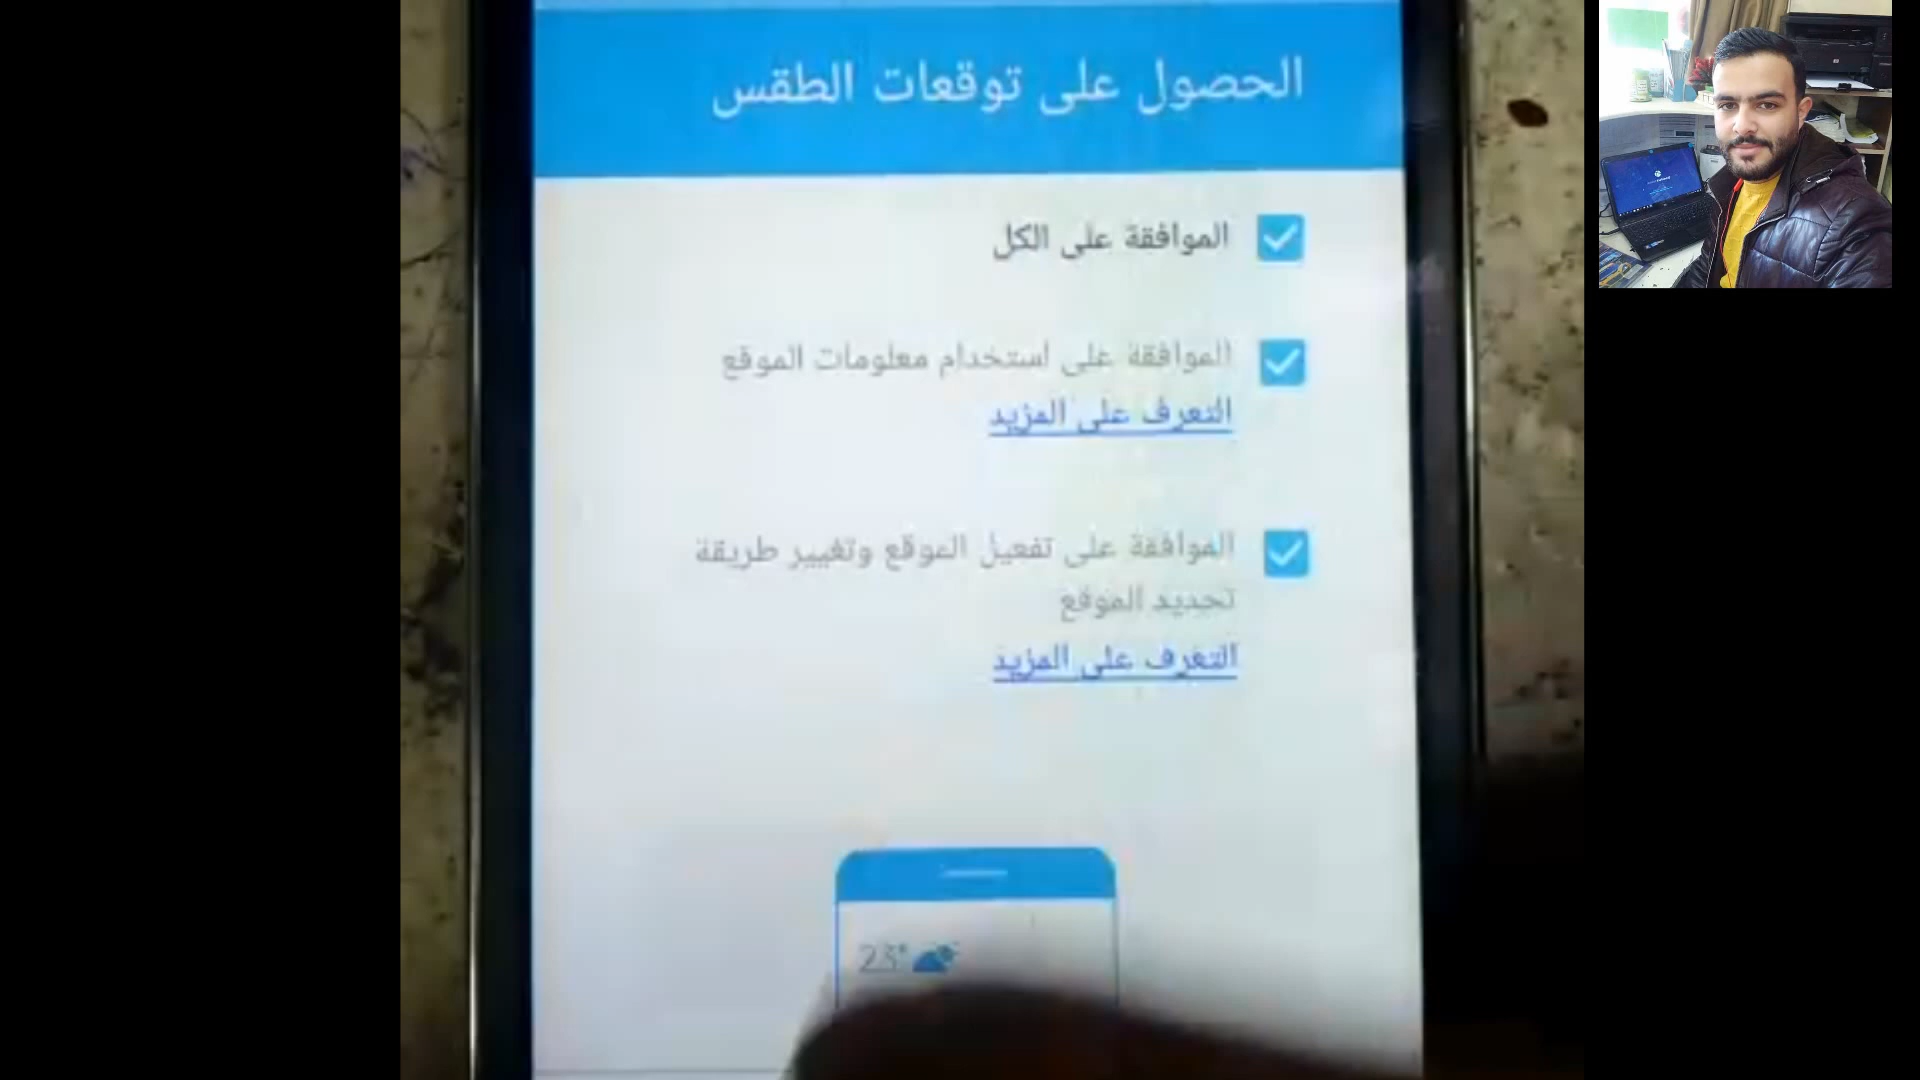 الحصول على توقعات الطقس
الموافقة على الكل
الموافقة على استخدام معلومات الموقع
التعرف على المزيد
الموافقة على تفعيل الموقع وتغيير طريقة
تحديد الموقع
التعرف على المزيد
23°